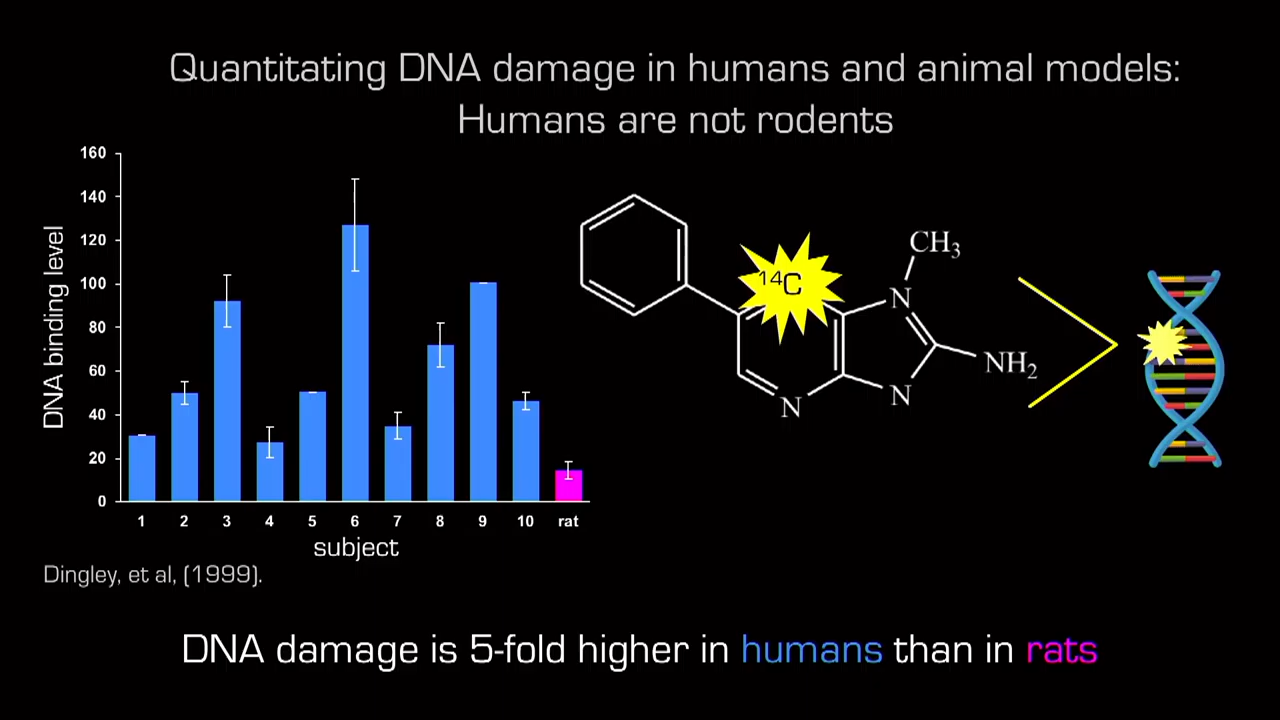 Quantitating DNA damage in humans and animal models:
Humans are not rodents
160
140
120
100
80
60
40
20
0
DNA binding level
1 2 3 4 5 6 7 8 9 10 rat
subject
Dingley, et al, (1999).
14C
CH3
N
NH2
N
N
DNA damage is 5-fold higher in humans than in rats